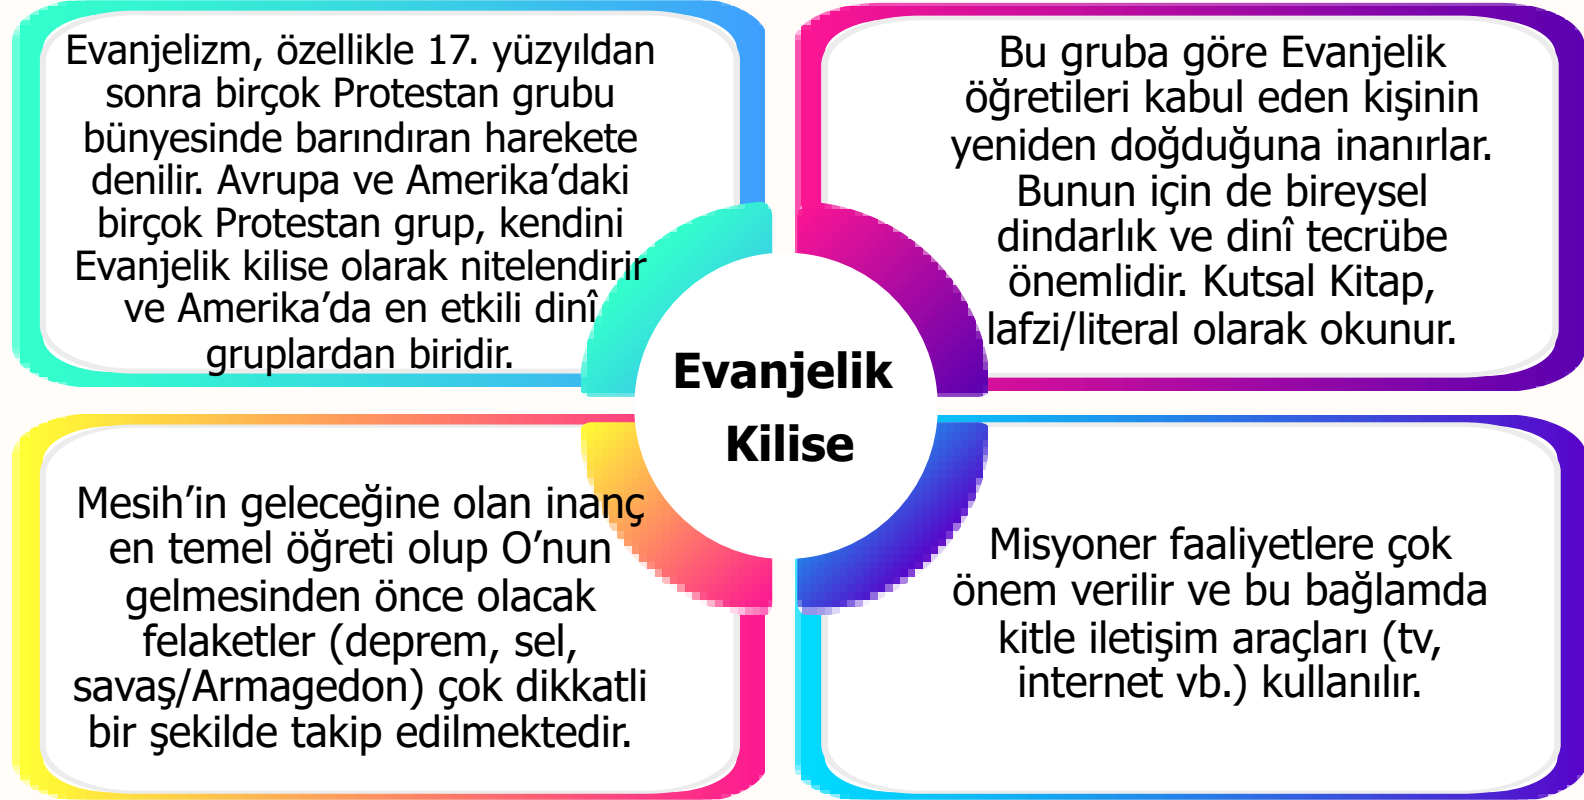 Evanjelizm, özellikle 17. yüzyıldan
sonra birçok Protestan grubu
bünyesinde barındıran harekete
denilir. Avrupa ve Amerika’daki
birçok Protestan grup, kendini
Evanjelik kilise olarak nitelendirir
ve Amerika’da en etkili dinî
gruplardan biridir.
Bu gruba göre Evanjelik
öğretileri kabul eden kişinin
yeniden doğduğuna inanırlar.
Bunun için de bireysel
dindarlık ve dinî tecrübe
önemlidir. Kutsal Kitap,
lafzi/literal olarak okunur.
Evanjelik
Kilise
Mesih’in geleceğine olan inanç
en temel öğreti olup O’nun
gelmesinden önce olacak
felaketler (deprem, sel,
savaş/Armagedon) çok dikkatli
bir şekilde takip edilmektedir.
Misyoner faaliyetlere çok
önem verilir ve bu bağlamda
kitle iletişim araçları (tv,
internet vb.) kullanılır.